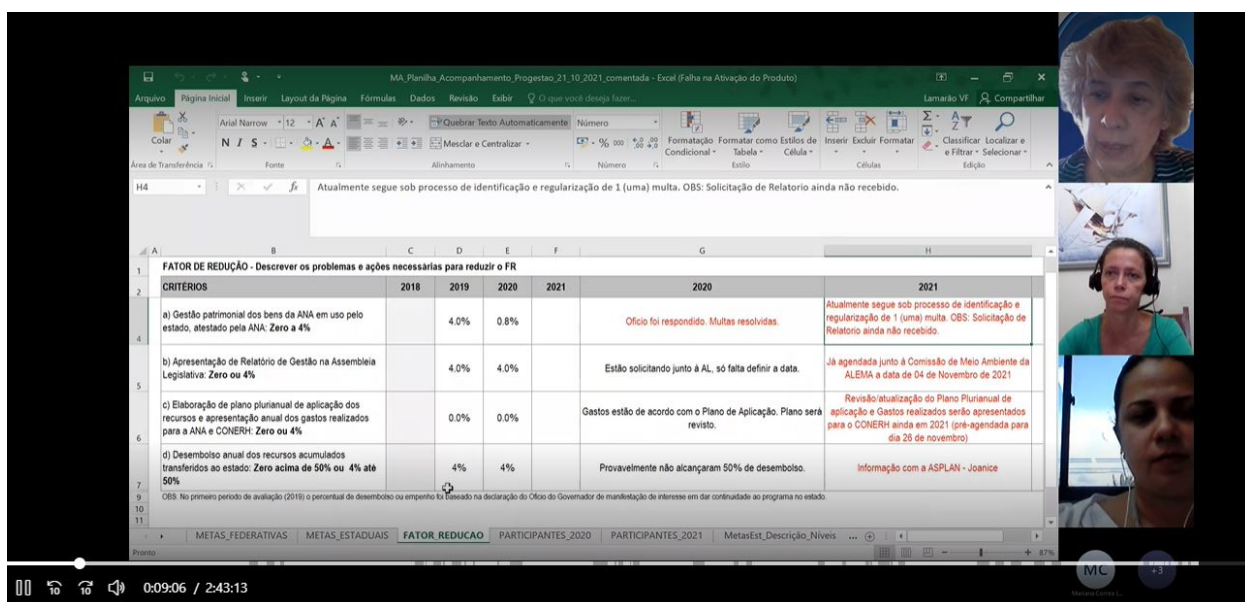 MA_Planilha_Acompanhamento_Progestao_21_10_2021_comentada - Excel (Falha na Ativação do Produto)
Arquivo Página Inicial Inserir Layout da Página Fórmulas Dados Revisão Exibir O que você deseja fazer... Lamarão VF Compartilhar
Colar
Arial Narrow 12
Quebrar Texto Automaticamente
Número
N I S
Mesclar e Centralizar
% 000
Formatação Condicional
Formatar como Tabela
Estilos de Célula
Inserir Excluir Formatar
Classificar e Filtrar
Localizar e Selecionar
Área de Transferência Fonte Alinhamento Número Estilo Células Edição
H4 fx Atualmente segue sob processo de identificação e regularização de 1 (uma) multa. OBS: Solicitação de Relatorio ainda não recebido.
A B C D E F G H
1 FATOR DE REDUÇÃO - Descrever os problemas e ações necessárias para reduzir o FR
2 CRITÉRIOS 2018 2019 2020 2021 2020 2021
a) Gestão patrimonial dos bens da ANA em uso pelo
estado, atestado pela ANA: Zero a 4%
4
4.0% 0.8%
Oficio foi respondido. Multas resolvidas.
Atualmente segue sob processo de identificação e
regularização de 1 (uma) multa. OBS: Solicitação de
Relatorio ainda não recebido.
b) Apresentação de Relatório de Gestão na Assembleia
Legislativa: Zero ou 4%
5
4.0% 4.0%
Estão solicitando junto à AL, só falta definir a data.
Já agendada junto à Comissão de Meio Ambiente da
ALEMA a data de 04 de Novembro de 2021
c) Elaboração de plano plurianual de aplicação dos
recursos e apresentação anual dos gastos realizados
para a ANA e CONERH: Zero ou 4%
6
0.0% 0.0%
Gastos estão de acordo com o Plano de Aplicação. Plano será
revisto.
Revisão/atualização do Plano Plurianual de
aplicação e Gastos realizados serão apresentados
para o CONERH ainda em 2021 (pré-agendada para
dia 26 de novembro)
d) Desembolso anual dos recursos acumulados
transferidos ao estado: Zero acima de 50% ou 4% até
50%
7
4% 4%
Provavelmente não alcançaram 50% de desembolso.
Informação com a ASPLAN - Joanice
9 OBS: No primeiro período de avaliação (2019) o percentual de desembolso ou empenho foi baseado na declaração do Ofício do Governador de manifestação de interesse em dar continuidade ao programa no estado.
10
11
METAS_FEDERATIVAS METAS_ESTADUAIS FATOR_REDUCAO PARTICIPANTES_2020 PARTICIPANTES_2021 MetasEst_Descrição_Níveis ...
Pronto 87%
MC +3
10 10 0:09:06 / 2:43:13